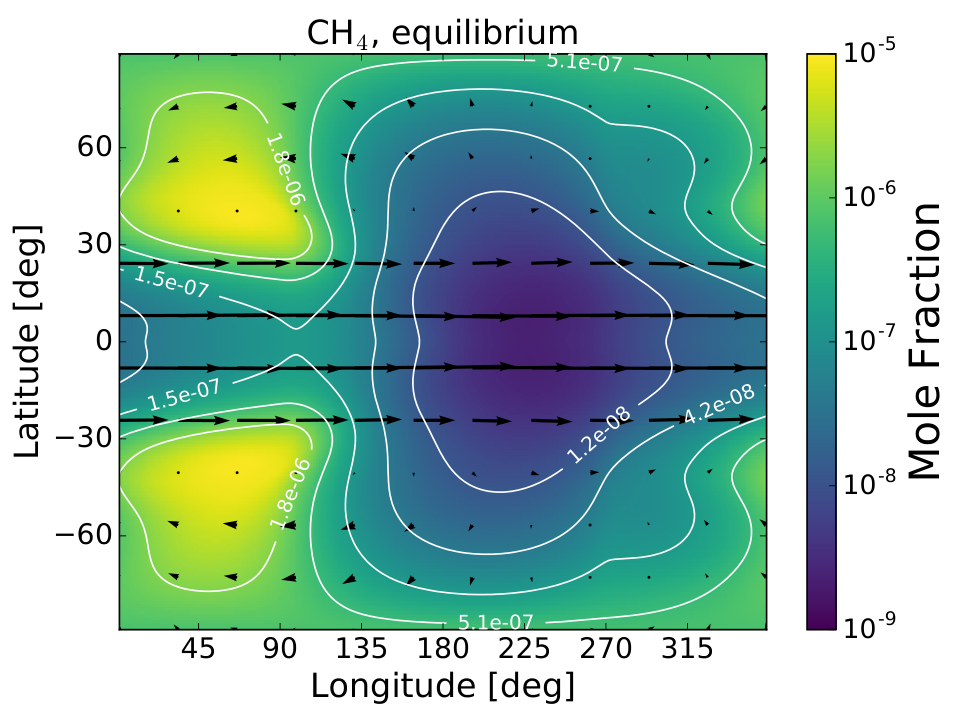 CH₄, equilibrium
Latitude [deg]
60
30
0
−30
−60
45 90 135 180 225 270 315
Longitude [deg]
5.1e-07
1.8e-06
1.5e-07
1.5e-07
1.8e-06
1.2e-08
4.2e-08
5.1e-07
10⁻⁵
10⁻⁶
10⁻⁷
10⁻⁸
10⁻⁹
Mole Fraction